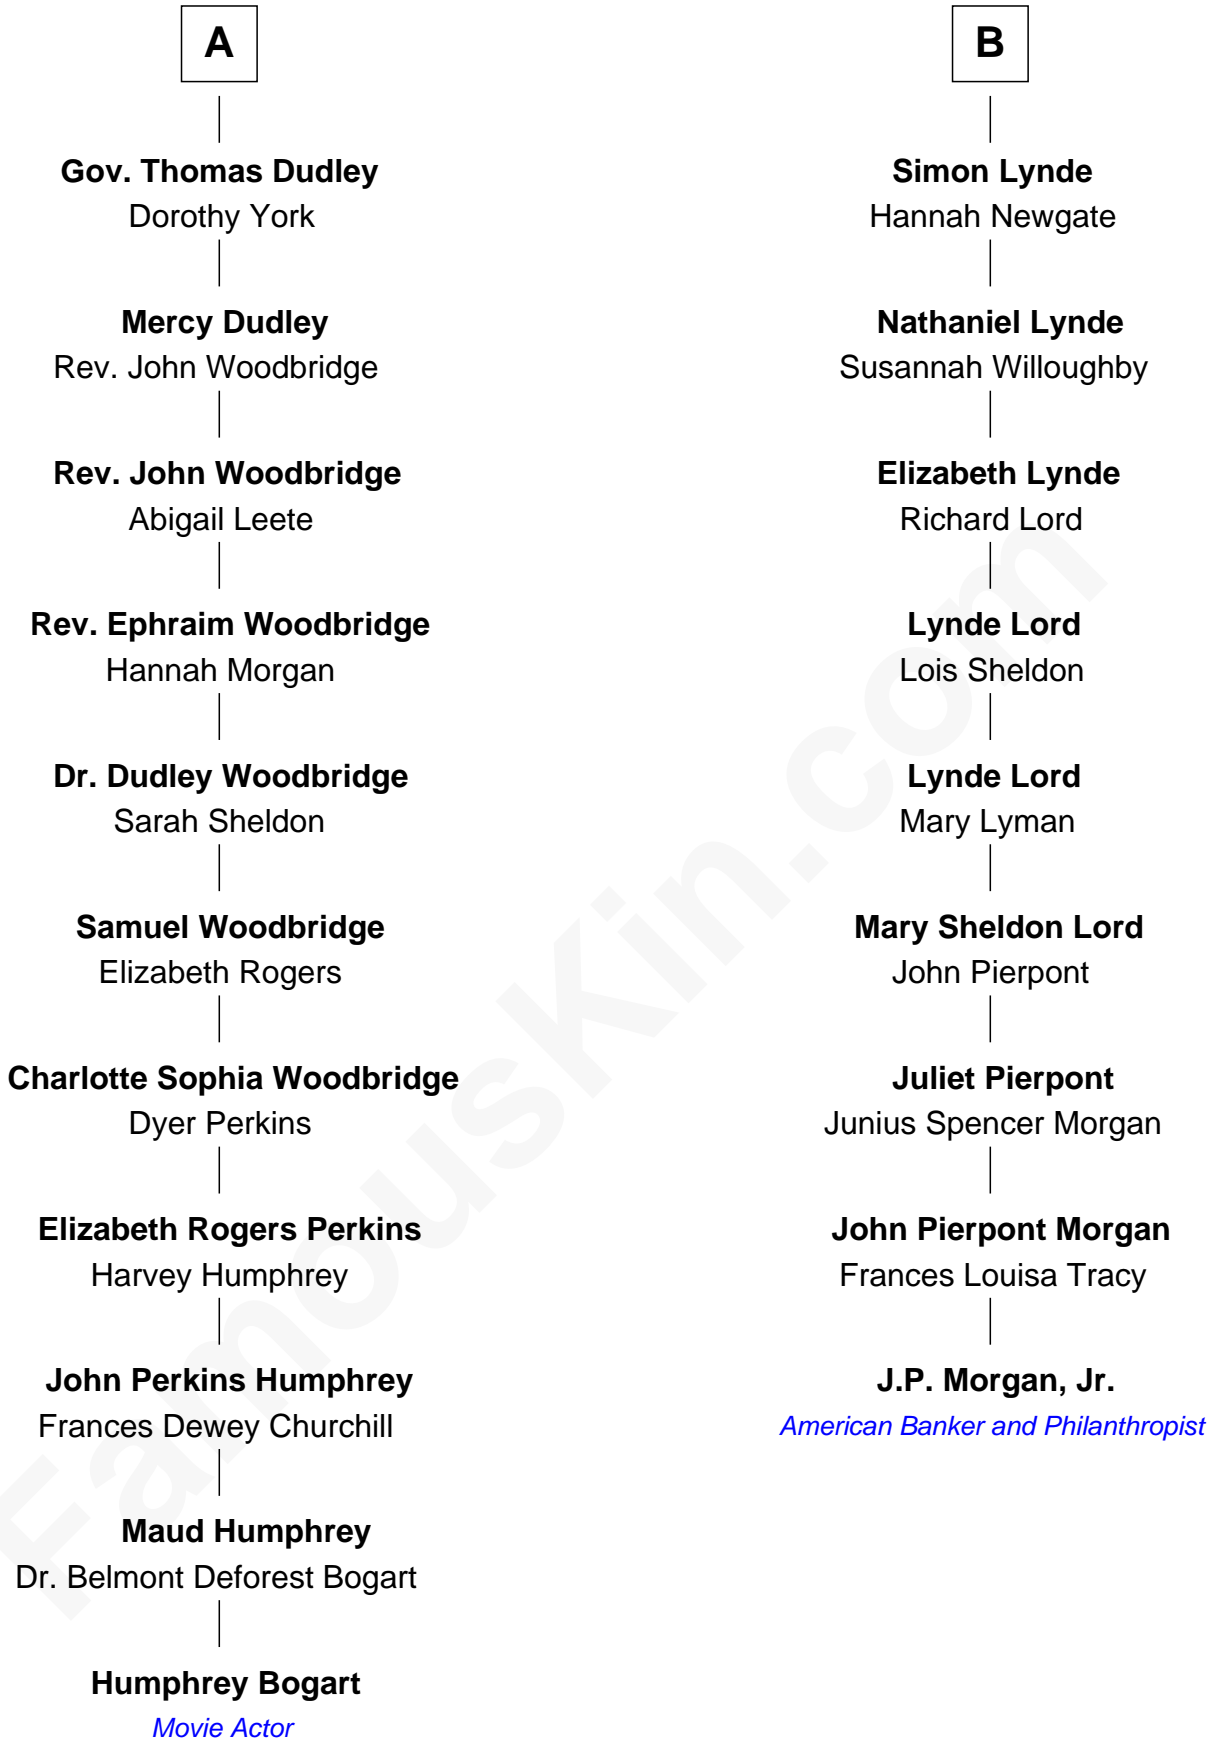 A
Gov. Thomas Dudley
Dorothy York
Mercy Dudley
Rev. John Woodbridge
Rev. John Woodbridge
Abigail Leete
Rev. Ephraim Woodbridge
Hannah Morgan
Dr. Dudley Woodbridge
Sarah Sheldon
Samuel Woodbridge
Elizabeth Rogers
Charlotte Sophia Woodbridge
Dyer Perkins
Elizabeth Rogers Perkins
Harvey Humphrey
John Perkins Humphrey
Frances Dewey Churchill
Maud Humphrey
Dr. Belmont Deforest Bogart
Humphrey Bogart
Movie Actor
B
Simon Lynde
Hannah Newgate
Nathaniel Lynde
Susannah Willoughby
Elizabeth Lynde
Richard Lord
Lynde Lord
Lois Sheldon
Lynde Lord
Mary Lyman
Mary Sheldon Lord
John Pierpont
Juliet Pierpont
Junius Spencer Morgan
John Pierpont Morgan
Frances Louisa Tracy
J.P. Morgan, Jr.
American Banker and Philanthropist
FamousKin.com